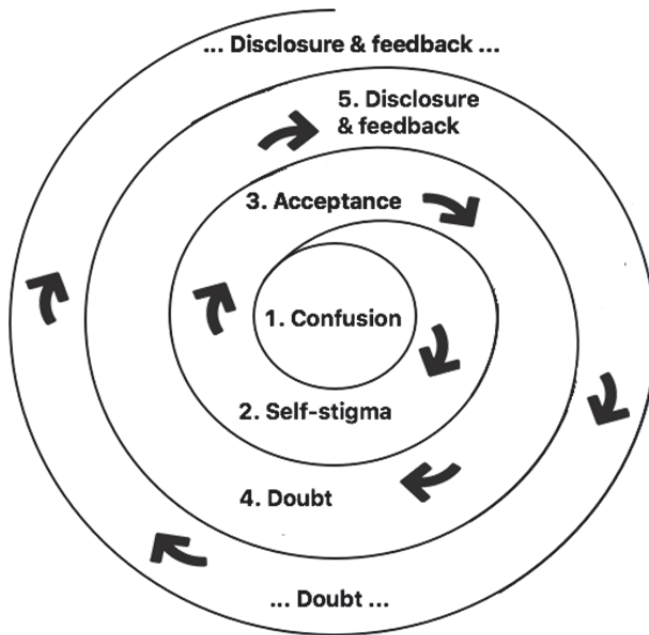 ... Disclosure & feedback ...
5. Disclosure
& feedback
3. Acceptance
1. Confusion
2. Self-stigma
4. Doubt
... Doubt ...